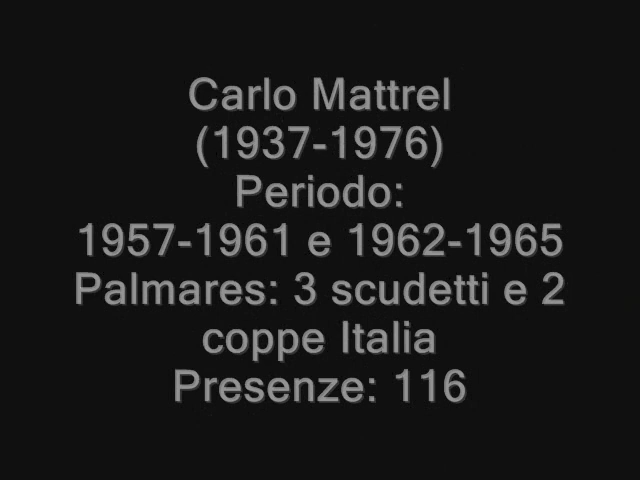 Carlo Mattrel
(1937-1976)
Periodo:
1957-1961 e 1962-1965
Palmares: 3 scudetti e 2
coppe Italia
Presenze: 116